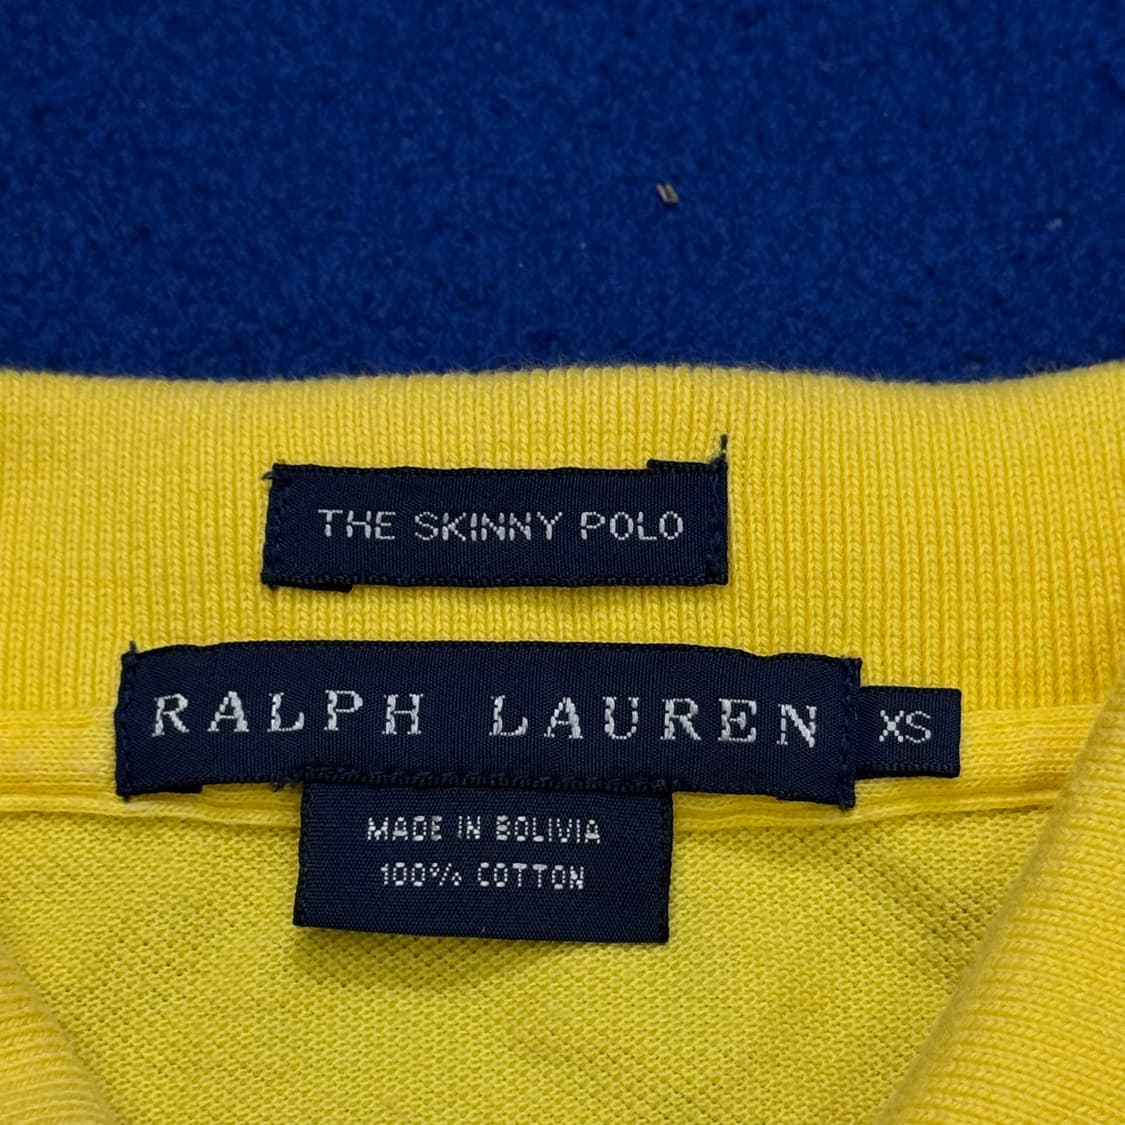 THE SKINNY POLO
RALPH LAUREN
XS
MADE IN BOLIVIA
100% COTTON